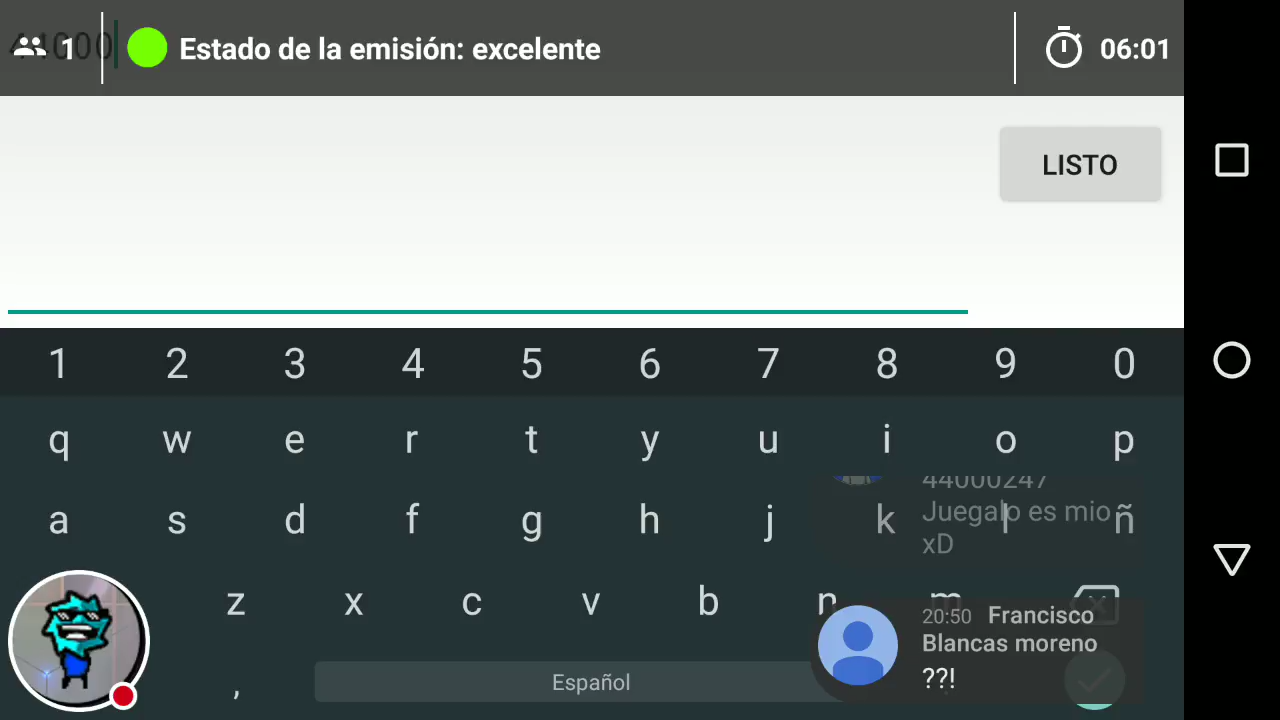 44000
1
Estado de la emisión: excelente
06:01
LISTO
1 2 3 4 5 6 7 8 9 0
q w e r t y u i o p
a s d f g h j k l ñ
z x c v b n m
, Español
44000247
Juegalo es mio
xD
20:50 Francisco
Blancas moreno
??!